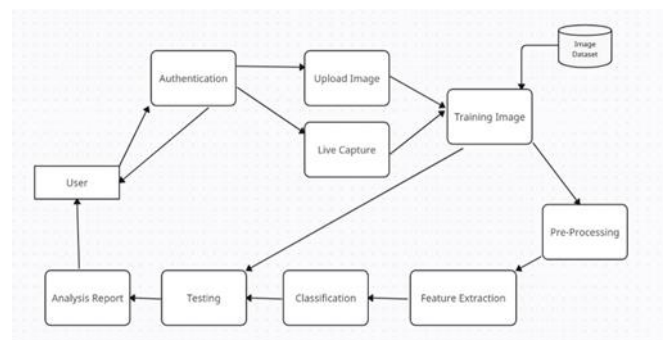 Image
Dataset
Authentication
Upload Image
Training Image
Live Capture
User
Pre-Processing
Analysis Report
Testing
Classification
Feature Extraction